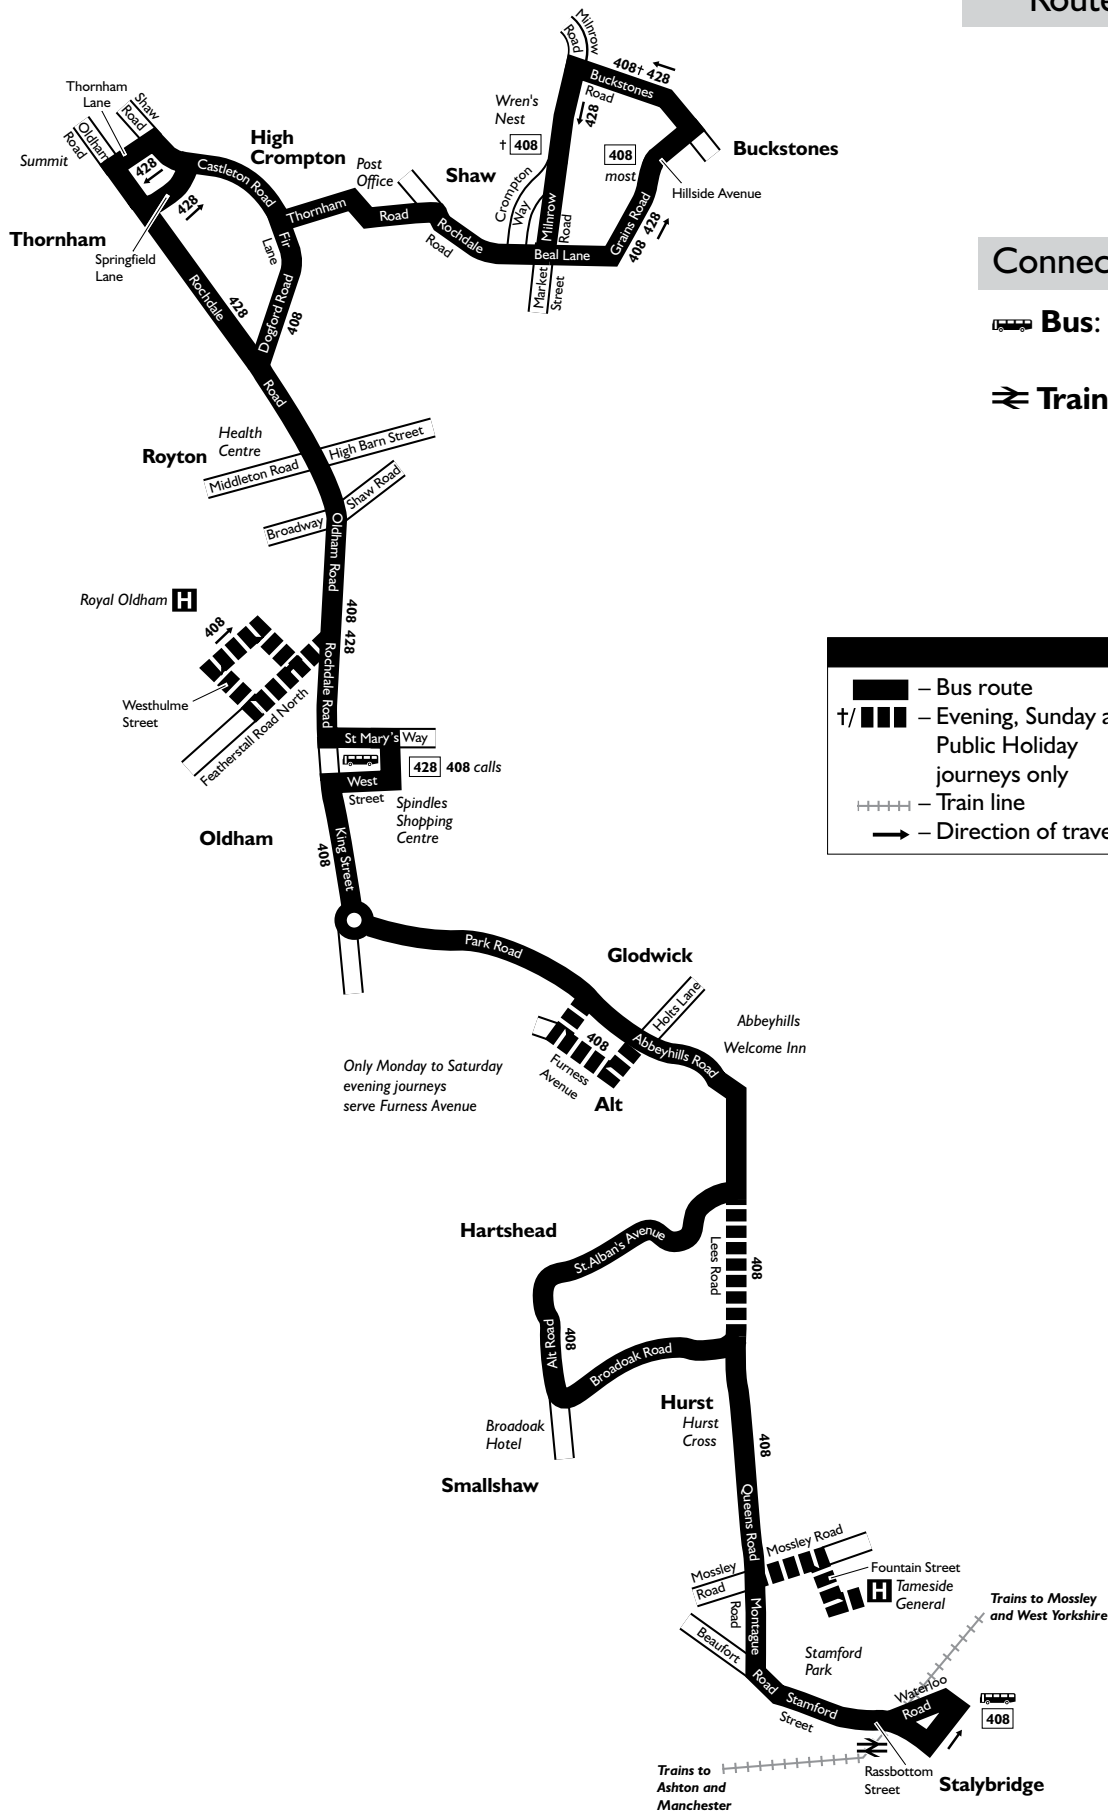 Route
Milnrow
Road
408† 428
Buckstones
Road
428
Wren's
Nest
† 408
408
most
Buckstones
Hillside Avenue
Thornham
Lane
Shaw
Road
Oldham
Road
Summit
428
428
Castleton Road
High
Crompton
Post
Office
Shaw
Crompton
Way
Milnrow
Road
Grains Road
408 428
Thornham
Road
Rochdale
Road
Beal Lane
Market
Street
Thornham
Springfield
Lane
Fir
Lane
Rochdale
428
Dogford Road
408
Road
Connec
Bus:
Train
Health
Centre
Royton
Middleton Road
High Barn Street
Broadway
Shaw Road
Oldham Road
Royal Oldham H
408
408 428
Westhulme
Street
Featherstall Road North
Rochdale Road
St Mary's Way
428 408 calls
West
Street
Spindles
Shopping
Centre
Oldham
408
King Street
– Bus route
†/ – Evening, Sunday a
Public Holiday
journeys only
– Train line
– Direction of trave
Park Road
Glodwick
Holts Lane
Abbeyhills
Welcome Inn
408
Abbeyhills Road
Furness
Avenue
Alt
Only Monday to Saturday
evening journeys
serve Furness Avenue
Hartshead
St.Alban's Avenue
Lees Road
408
Alt Road
408
Broadoak Road
Hurst
Hurst
Cross
Broadoak
Hotel
408
Smallshaw
Queens Road
Mossley Road
Mossley
Road
Fountain Street
H Tameside
General
Montague
Road
Beaufort
Road
Stamford
Park
Trains to Mossley
and West Yorkshire
Stamford
Street
Waterloo
Road
408
Rassbottom
Street
Stalybridge
Trains to
Ashton and
Manchester